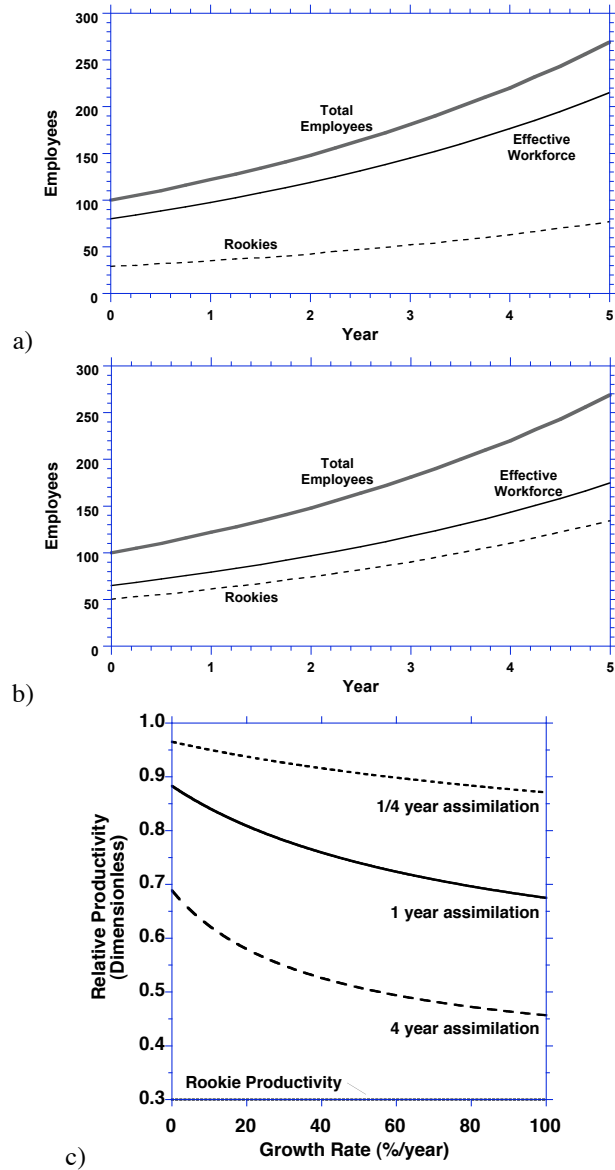 300
250
200
150
100
50
0
Employees
Total
Employees
Effective
Workforce
Rookies
0 1 2 3 4 5
Year
a)
300
250
200
150
100
50
0
Employees
Total
Employees
Effective
Workforce
Rookies
0 1 2 3 4 5
Year
b)
1.0
0.9
0.8
0.7
0.6
0.5
0.4
0.3
Relative Productivity
(Dimensionless)
1/4 year assimilation
1 year assimilation
4 year assimilation
Rookie Productivity
0 20 40 60 80 100
Growth Rate (%/year)
c)